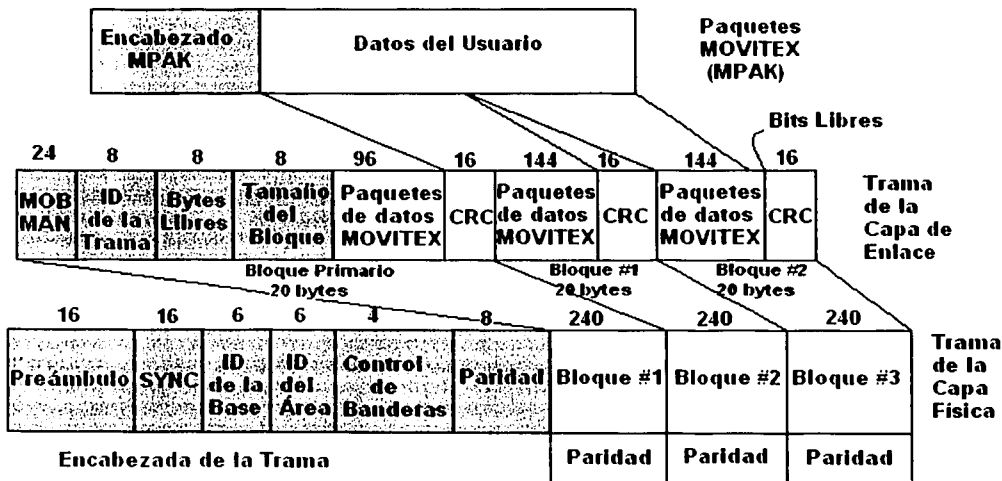 Encabezado
MPAK
Datos del Usuario
Paquetes
MOVITEX
(MPAK)
Bits Libres
24 8 8 8 96 16 144 16 144 16
MOB
MAN
ID
de la
Trama
Bytes
Libres
Tamaño
del
Bloque
Paquetes
de datos
MOVITEX
CRC
Paquetes
de datos
MOVITEX
CRC
Paquetes
de datos
MOVITEX
CRC
Trama
de la
Capa de
Enlace
Bloque Primario
20 bytes
Bloque #1
20 bytes
Bloque #2
20 bytes
16 16 6 6 4 8 240 240 240
Preámbulo
SYNC
ID
de la
Base
ID
del
Área
Control
de
Banderas
Paridad
Bloque #1
Bloque #2
Bloque #3
Trama
de la
Capa
Física
Encabezada de la Trama
Paridad
Paridad
Paridad